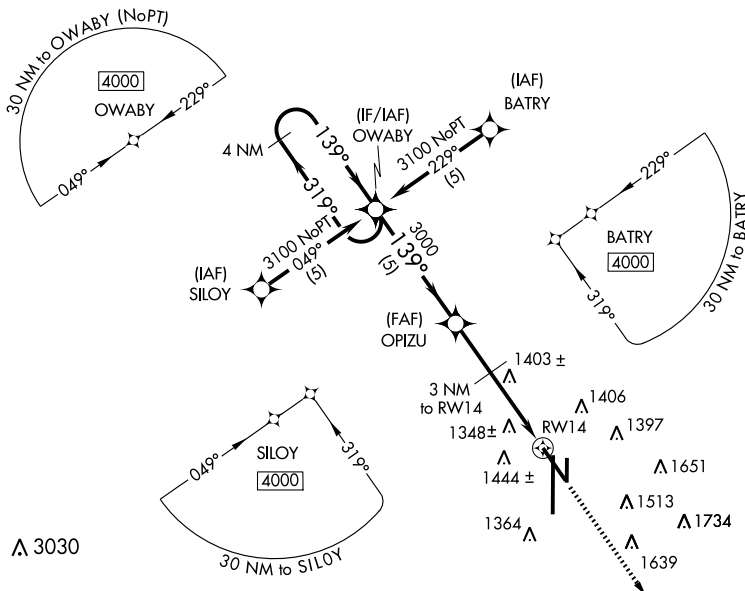 30 NM to OWABY (NoPT)
4000
OWABY
229°
049°
(IAF)
BATRY
(IF/IAF)
OWABY
139°
4 NM
319°
3100 NoPT
229°
(5)
3100 NoPT
049°
(5)
(IAF)
SILOY
3000
139°
(5)
229°
BATRY
4000
319°
30 NM to BATRY
(FAF)
OPIZU
1403 ±
3 NM
to RW14
1406
RW14
1348±
1397
1444 ±
1651
1513
1734
1364
1639
049°
SILOY
4000
319°
30 NM to SILOY
3030